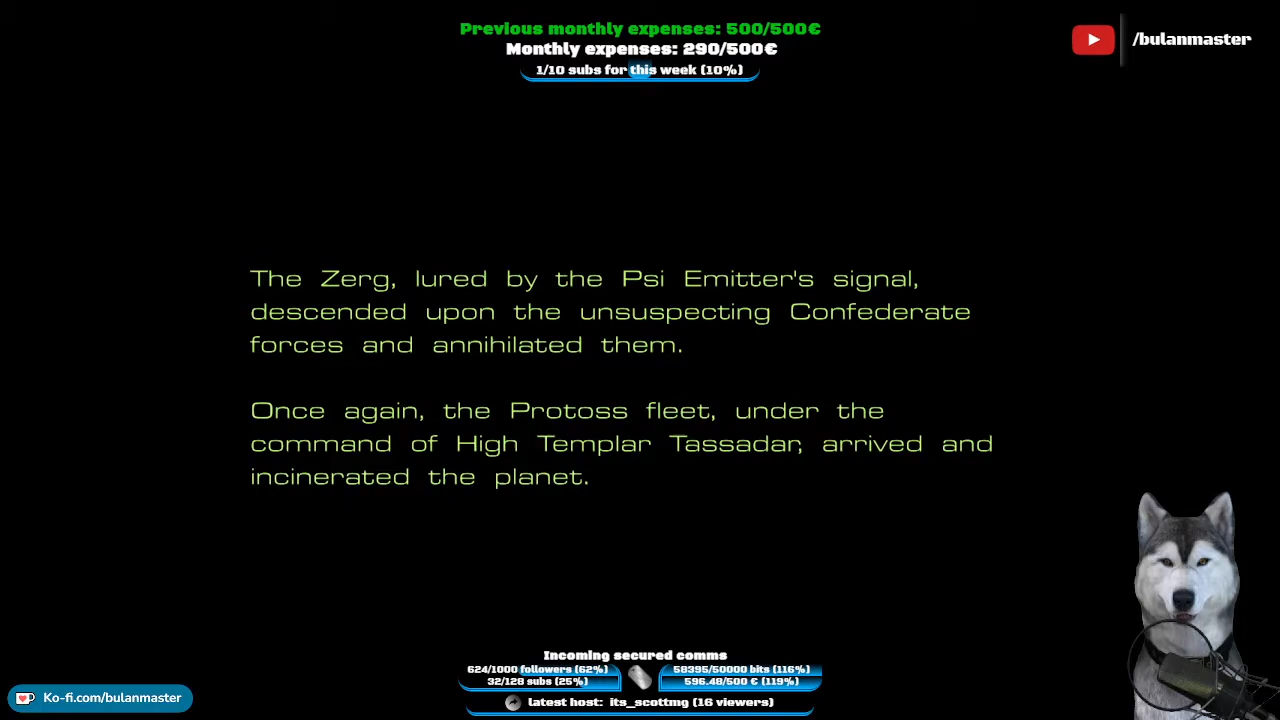 Previous monthly expenses: 500/500€
Monthly expenses: 290/500€
1/10 subs for this week (10%)
/bulanmaster
The Zerg, lured by the Psi Emitter's signal,
descended upon the unsuspecting Confederate
forces and annihilated them.
Once again, the Protoss fleet, under the
command of High Templar Tassadar, arrived and
incinerated the planet.
Incoming secured comms
624/1000 followers (62%)
58395/50000 bits (116%)
32/128 subs (25%)
596.48/500 € (119%)
latest host: its_scottmg (16 viewers)
Ko-fi.com/bulanmaster